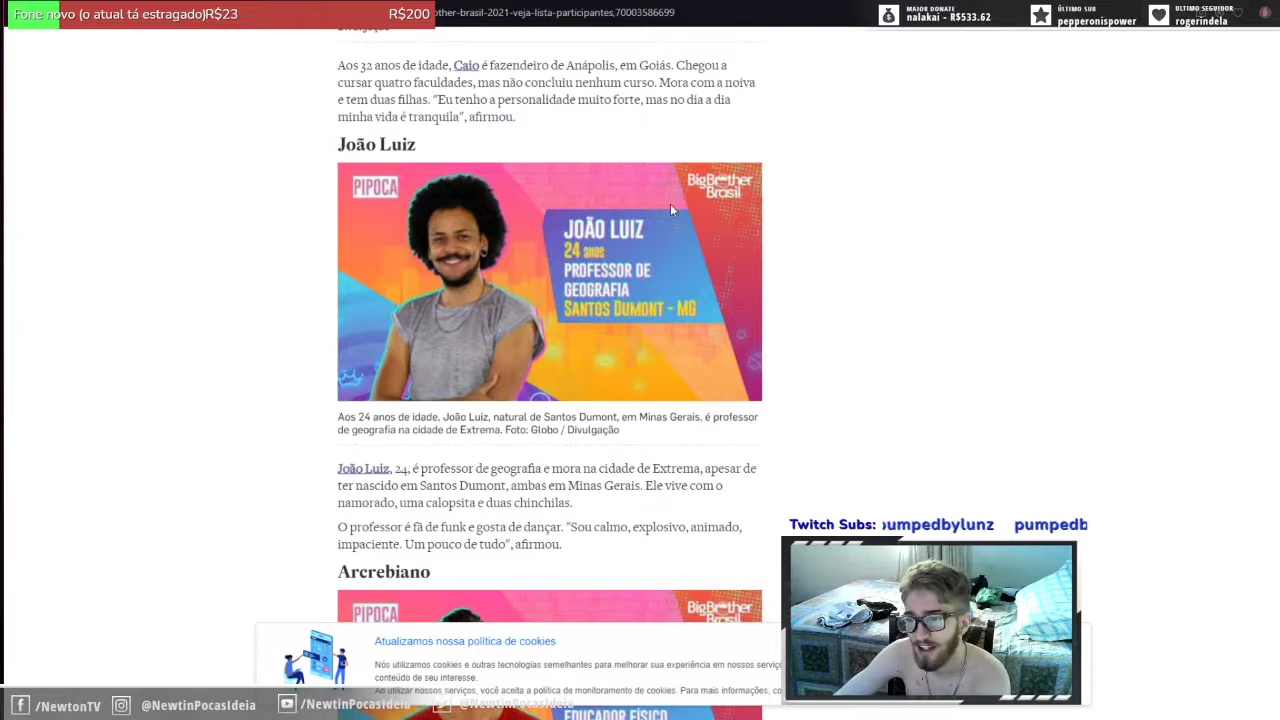 Fone novo (o atual tá estragado)R$23
R$200
other-brasil-2021-veja-lista-participantes,70003586699
MAIOR DONATE
nalakai - R$533.62
ÚLTIMO SUB
pepperonispower
ULTIMO SEGUIDOR
rogerindela
Divulgação
Aos 32 anos de idade, Caio é fazendeiro de Anápolis, em Goiás. Chegou a
cursar quatro faculdades, mas não concluiu nenhum curso. Mora com a noiva
e tem duas filhas. "Eu tenho a personalidade muito forte, mas no dia a dia
minha vida é tranquila", afirmou.
João Luiz
PIPOCA
BigBrother
Brasil
JOÃO LUIZ
24 anos
PROFESSOR DE
GEOGRAFIA
SANTOS DUMONT - MG
Aos 24 anos de idade, João Luiz, natural de Santos Dumont, em Minas Gerais, é professor
de geografia na cidade de Extrema. Foto: Globo / Divulgação
João Luiz, 24, é professor de geografia e mora na cidade de Extrema, apesar de
ter nascido em Santos Dumont, ambas em Minas Gerais. Ele vive com o
namorado, uma calopsita e duas chinchilas.
O professor é fã de funk e gosta de dançar. "Sou calmo, explosivo, animado,
impaciente. Um pouco de tudo", afirmou.
Twitch Subs: pumpedbylunz pumpedb
Arcrebiano
PIPOCA
BigBrother
Brasil
Atualizamos nossa política de cookies
Nós utilizamos cookies e outras tecnologias semelhantes para melhorar sua experiência em nossos serviço
conteúdo de seu interesse.
Ao utilizar nossos serviços, você aceita a política de monitoramento de cookies. Para mais informações, co
/NewtonTV
@NewtinPocasIdeia
/NewtinPocasIdeia
@NewtinPocasIdeia
EDUCADOR FÍSICO